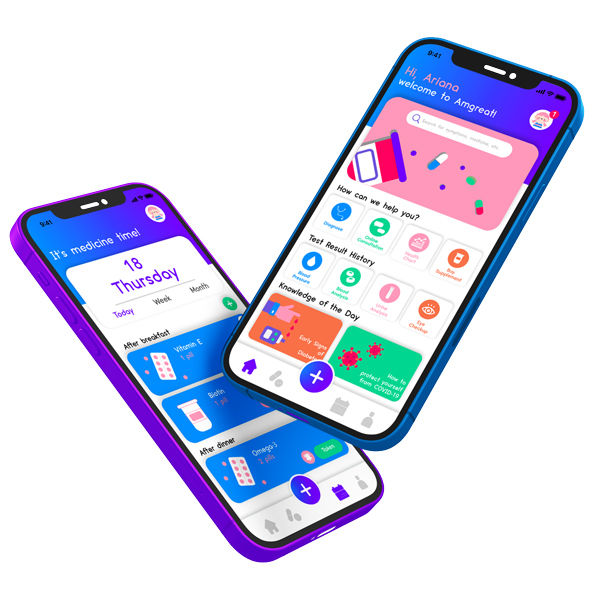 9:41
Hi, Ariana
welcome to Amgreat!
1
Search for symptoms, medicine, etc.
How can we help you?
Diagnose
Online
Consultation
Health
Chart
Buy
Supplement
Test Result History
Blood
Pressure
Blood
Analysis
Urine
Analysis
Eye
Checkup
Knowledge of the Day
Early Signs
of
How to
protect yourself
from COVID-19
9:41
It's medicine time!
18
Thursday
Today
Week
Month
After breakfast
Vitamin E
1 pill
Biotin
1 pill
After dinner
Omega-3
2 pills
Taken